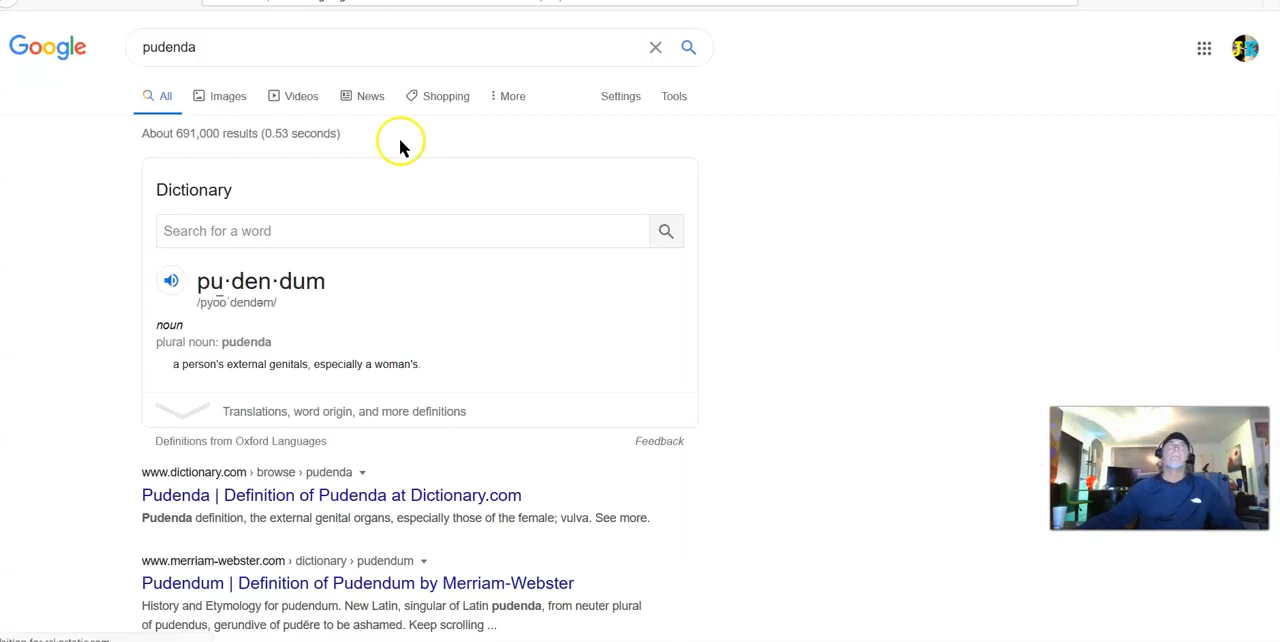 Google
pudenda
All Images Videos News Shopping More Settings Tools
About 691,000 results (0.53 seconds)
Dictionary
Search for a word
pu·den·dum
/pyo͞oˈdendəm/
noun
plural noun: pudenda
a person's external genitals, especially a woman's.
Translations, word origin, and more definitions
Definitions from Oxford Languages Feedback
www.dictionary.com › browse › pudenda
Pudenda | Definition of Pudenda at Dictionary.com
Pudenda definition, the external genital organs, especially those of the female; vulva. See more.
www.merriam-webster.com › dictionary › pudendum
Pudendum | Definition of Pudendum by Merriam-Webster
History and Etymology for pudendum. New Latin, singular of Latin pudenda, from neuter plural
of pudendus, gerundive of pudēre to be ashamed. Keep scrolling ...